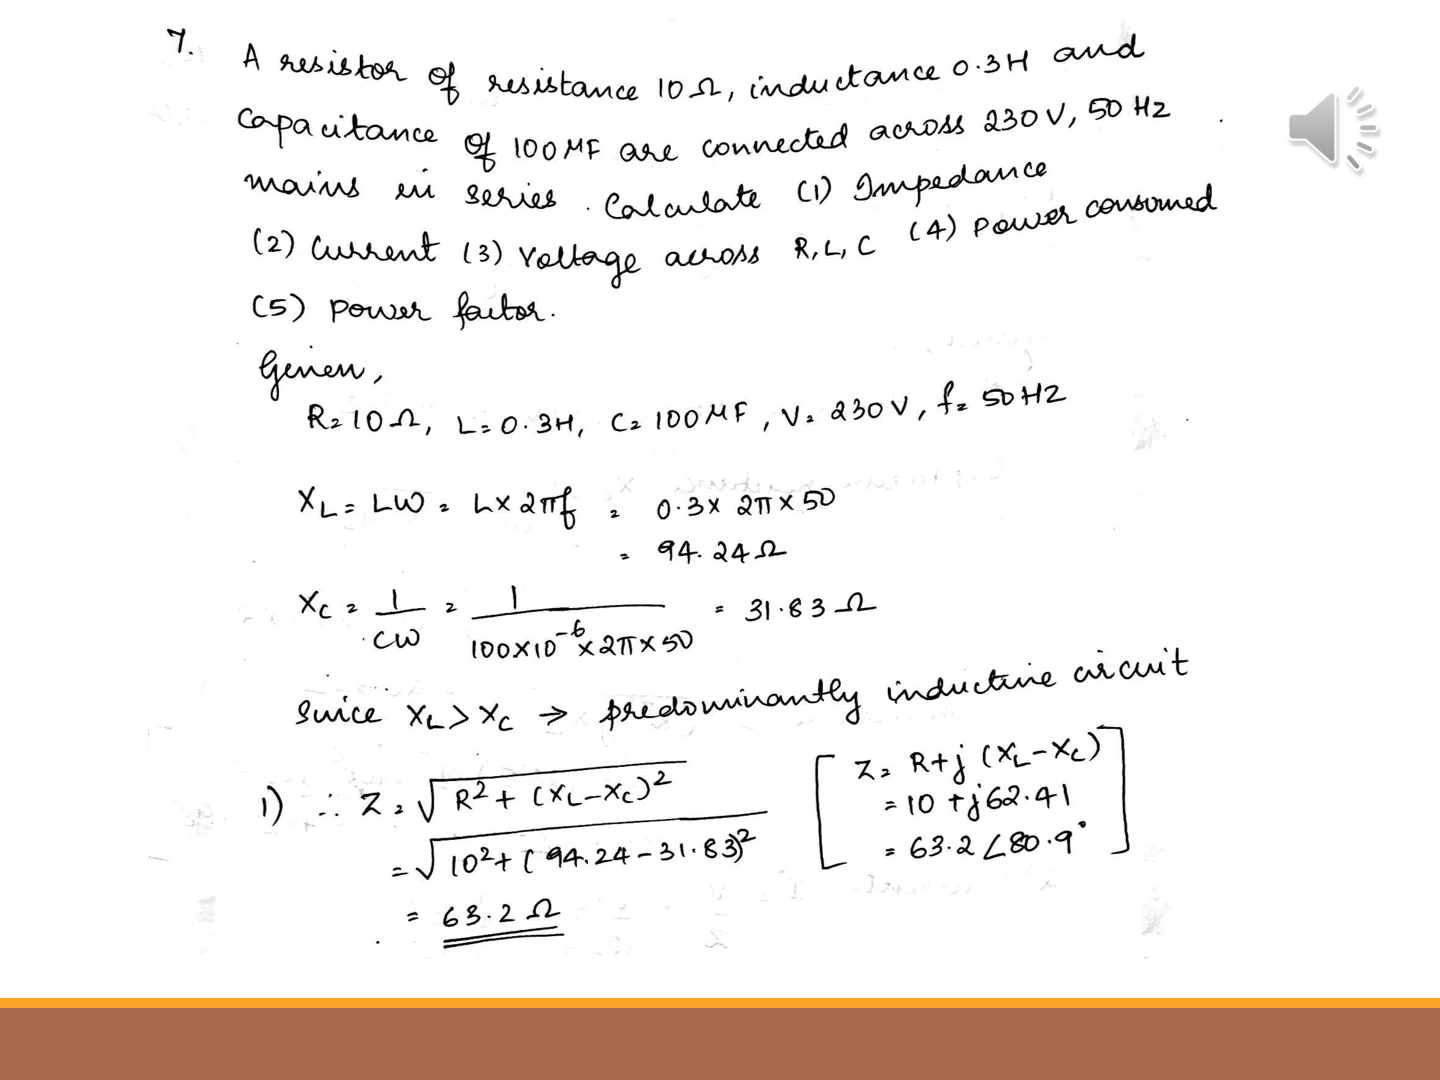 7. A resistor of resistance 10Ω, inductance 0.3H and
capacitance of 100μF are connected across 230V, 50Hz
mains in series. Calculate (1) Impedance
(2) Current (3) Voltage across R, L, C (4) Power consumed
(5) Power factor.
Given,
R = 10Ω, L = 0.3H, C = 100μF, V = 230V, f = 50HZ
XL = Lω = L × 2πf = 0.3 × 2π × 50
= 94.24Ω
XC = 1/Cω = 1/(100×10⁻⁶ × 2π × 50) = 31.83Ω
Since XL > XC → predominantly inductive circuit
1) ∴ Z = √(R² + (XL – XC)²)
= √(10² + (94.24 – 31.83)²)
= 63.2Ω
[Z = R + j(XL – XC)
= 10 + j62.41
= 63.2∠80.9°]